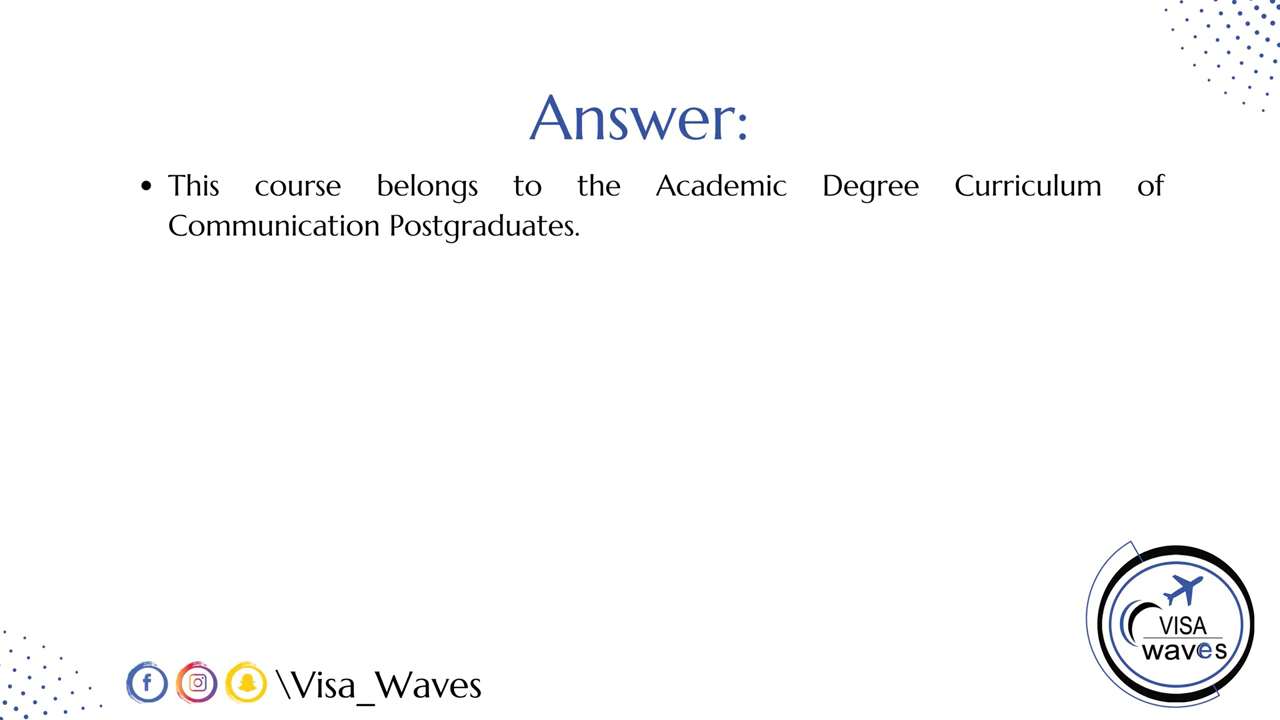 Answer:
• This course belongs to the Academic Degree Curriculum of
Communication Postgraduates.
VISA
waves
\Visa_Waves